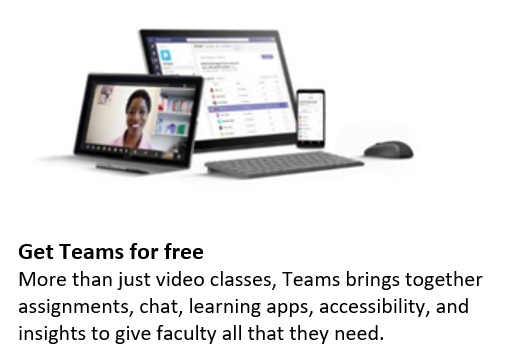 Get Teams for free
More than just video classes, Teams brings together
assignments, chat, learning apps, accessibility, and
insights to give faculty all that they need.